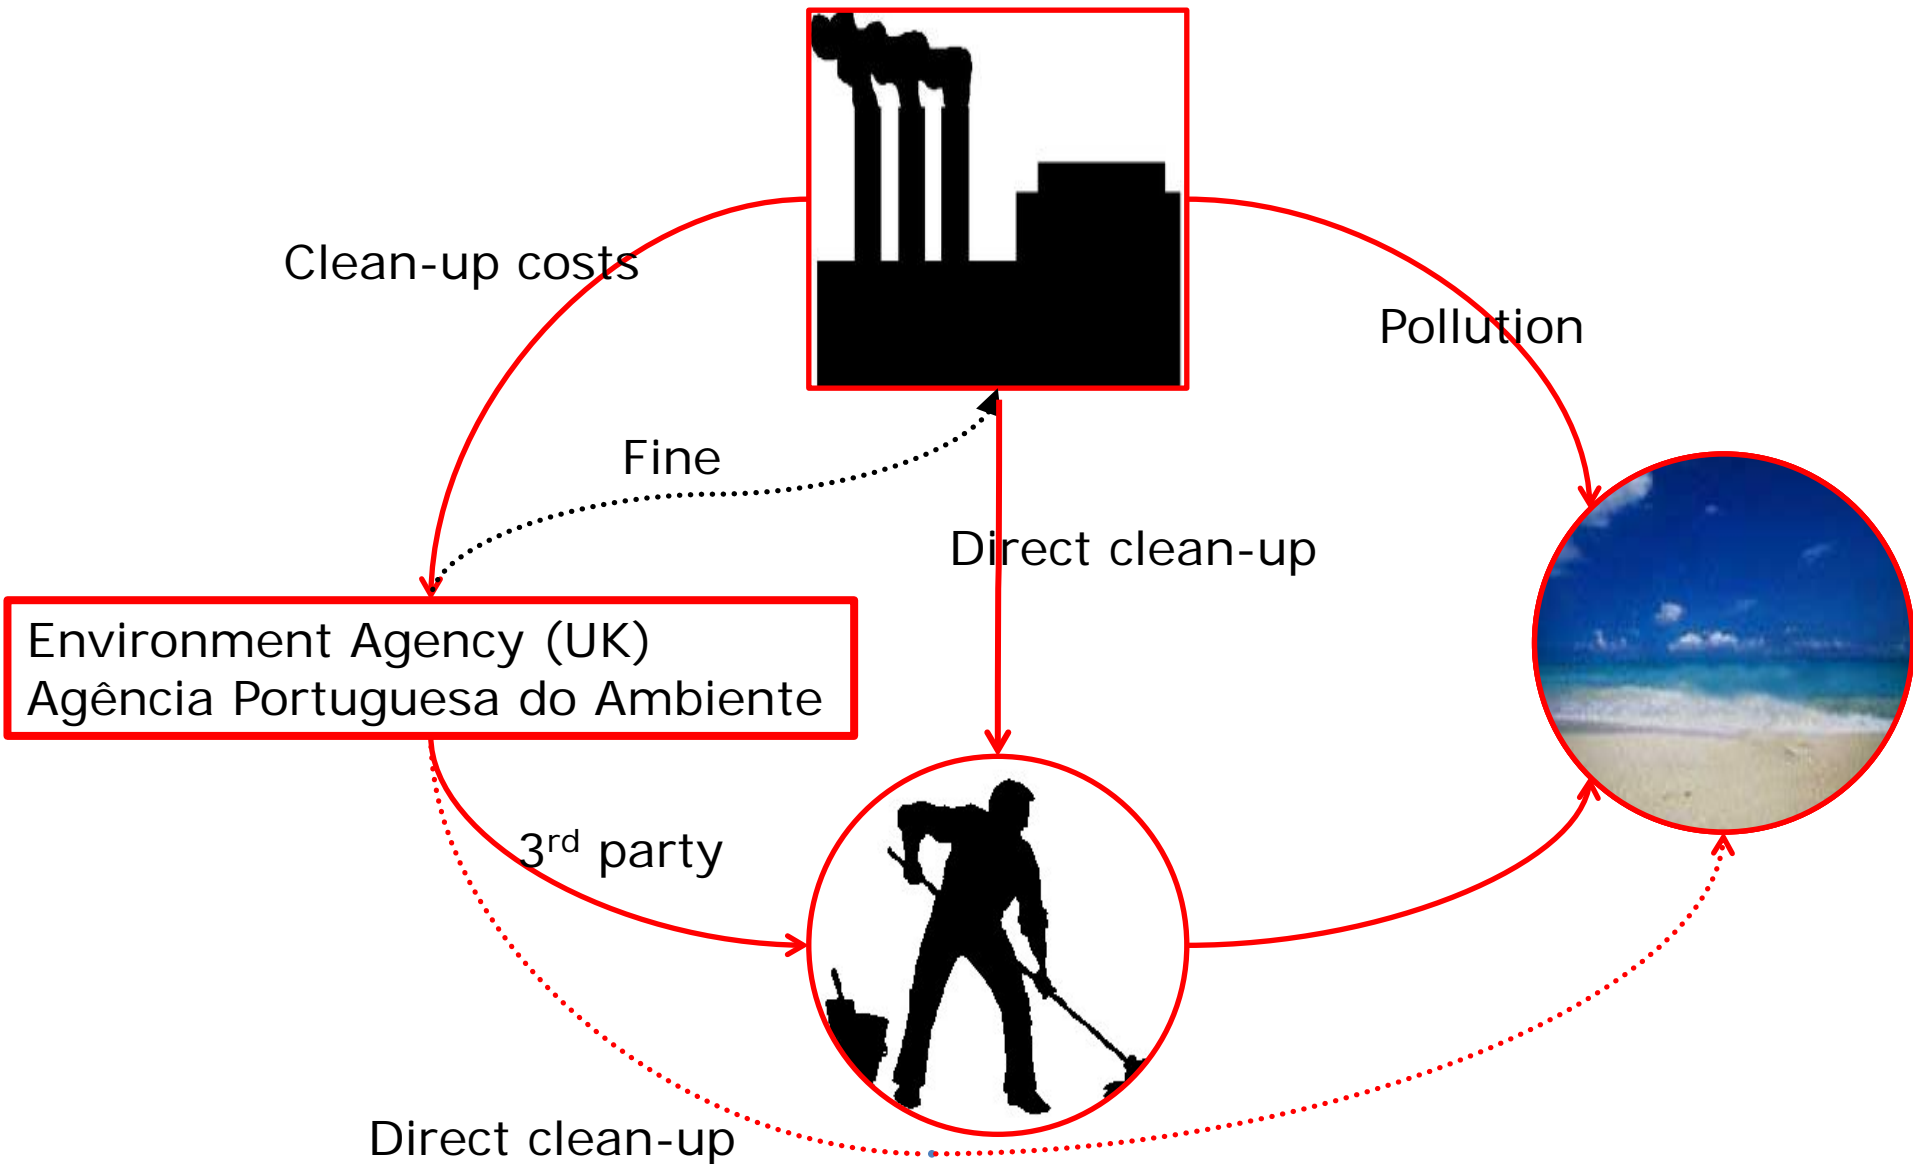 Clean-up costs
Pollution
Fine
Direct clean-up
Environment Agency (UK)
Agência Portuguesa do Ambiente
3rd party
Direct clean-up